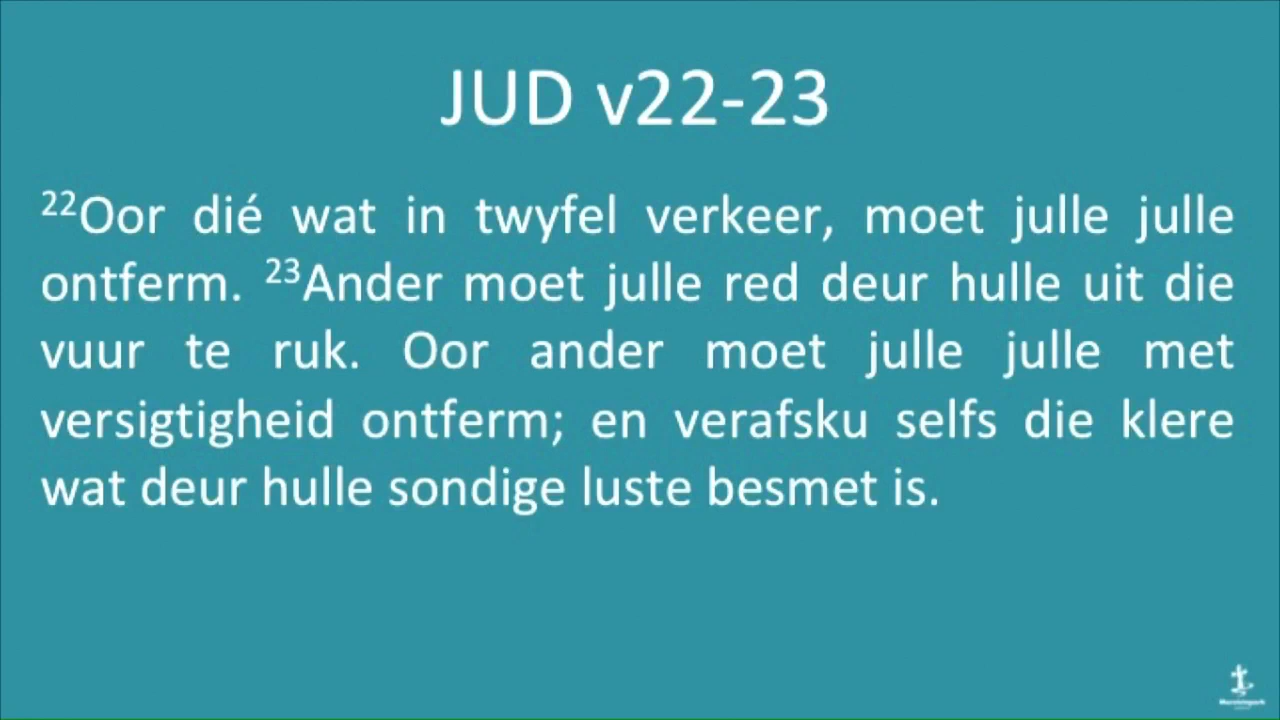 JUD v22-23
²²Oor dié wat in twyfel verkeer, moet julle julle
ontferm. ²³Ander moet julle red deur hulle uit die
vuur te ruk. Oor ander moet julle julle met
versigtigheid ontferm; en verafsku selfs die klere
wat deur hulle sondige luste besmet is.